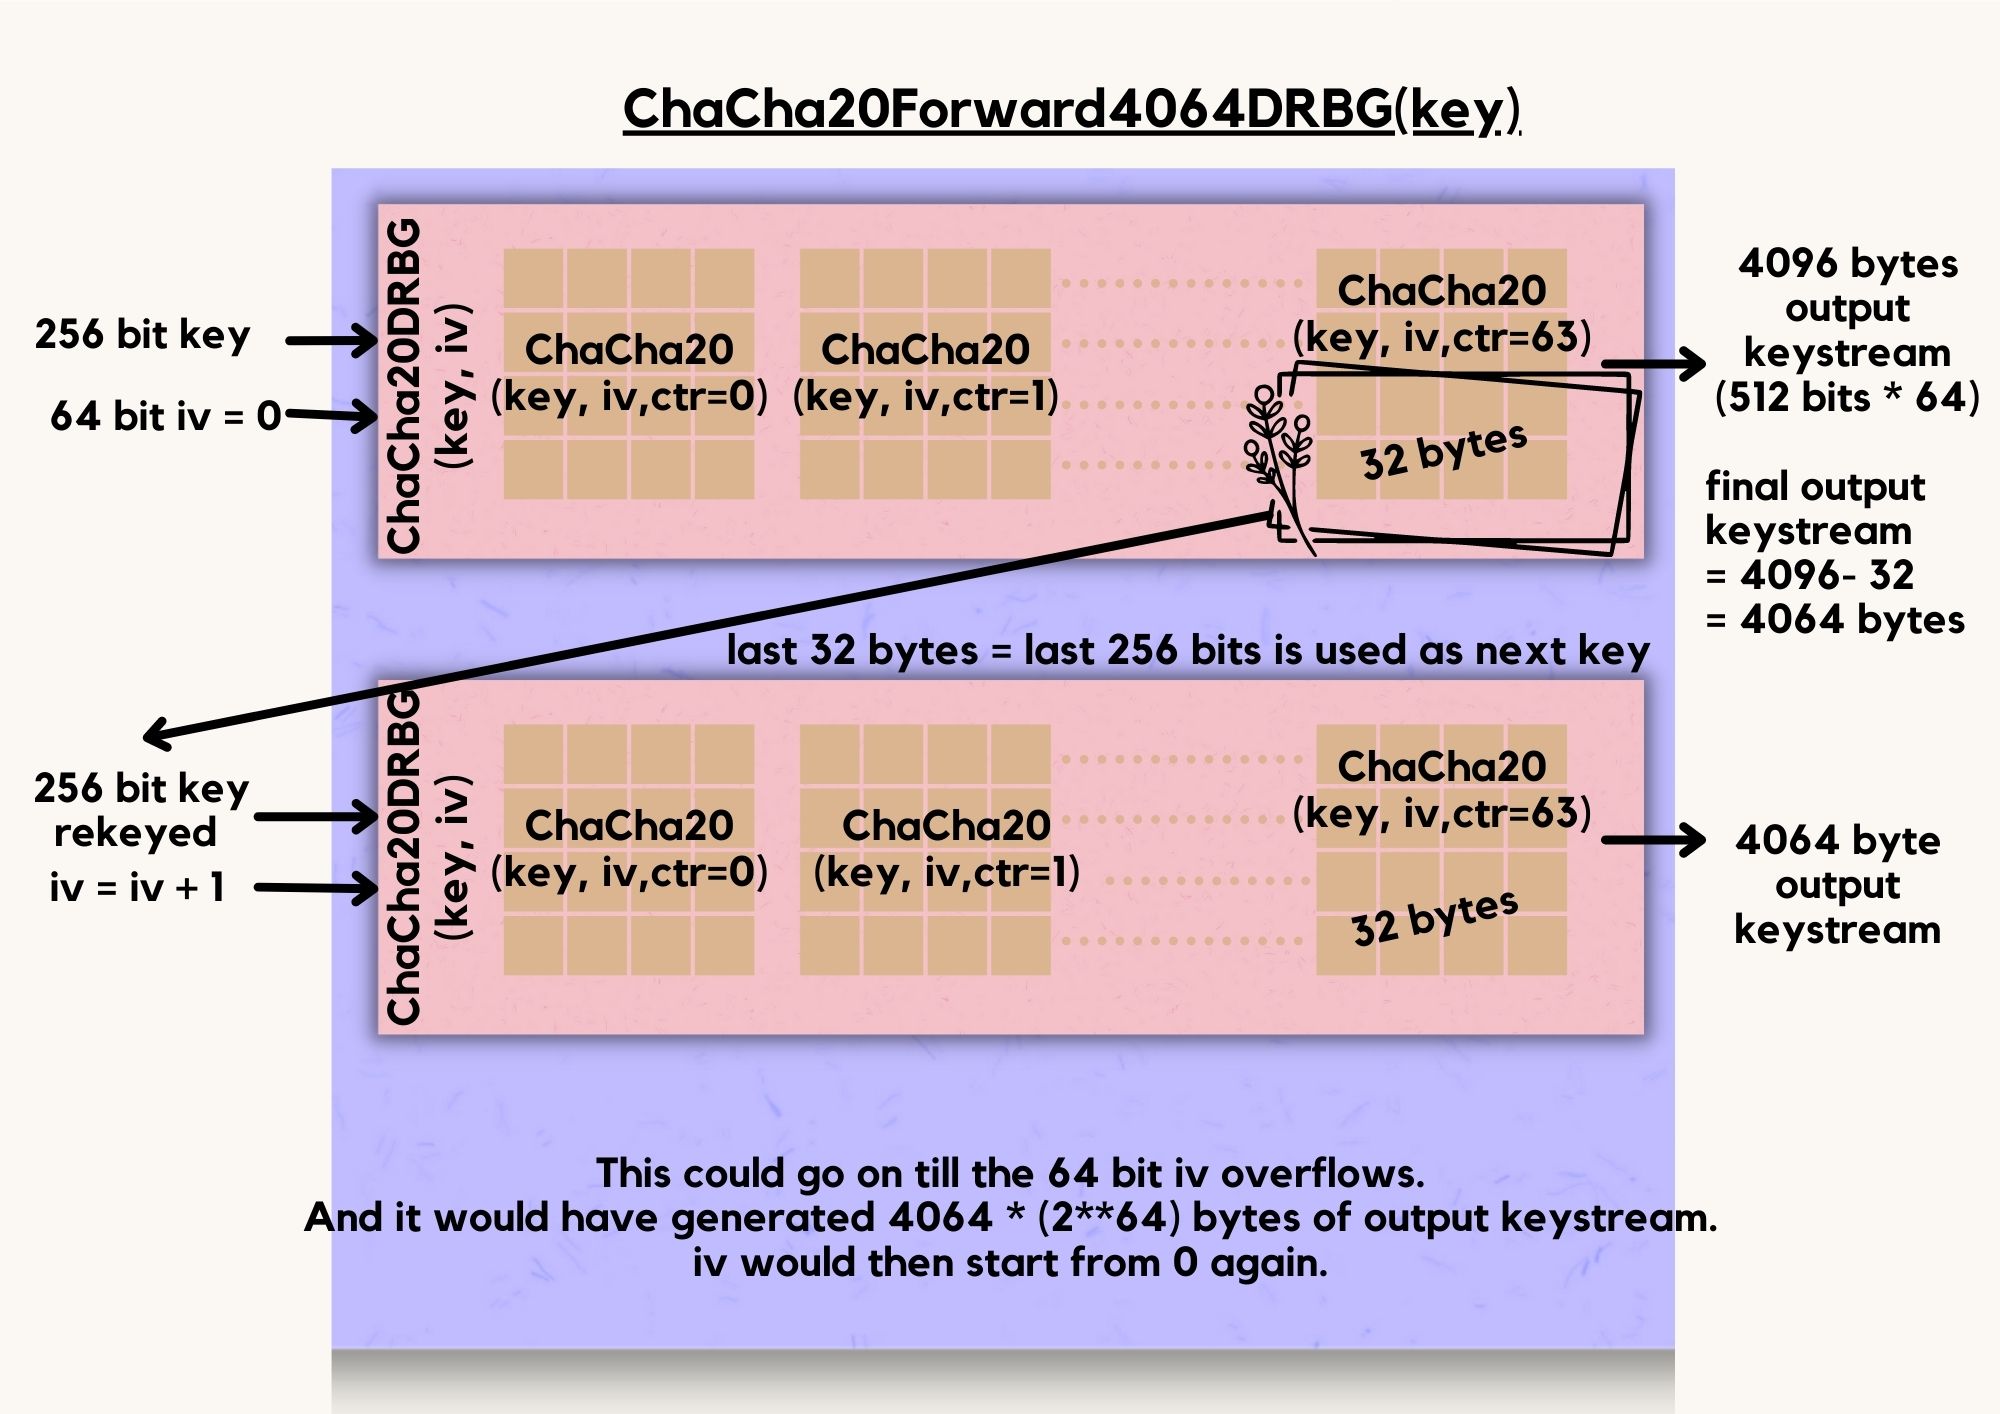 ChaCha20Forward4064DRBG(key)
ChaCha20DRBG
(key, iv)
256 bit key
64 bit iv = 0
ChaCha20
(key, iv,ctr=0)
ChaCha20
(key, iv,ctr=1)
ChaCha20
(key, iv,ctr=63)
32 bytes
4096 bytes
output
keystream
(512 bits * 64)
final output
keystream
= 4096- 32
= 4064 bytes
last 32 bytes = last 256 bits is used as next key
ChaCha20DRBG
(key, iv)
256 bit key
rekeyed
iv = iv + 1
ChaCha20
(key, iv,ctr=0)
ChaCha20
(key, iv,ctr=1)
ChaCha20
(key, iv,ctr=63)
32 bytes
4064 byte
output
keystream
This could go on till the 64 bit iv overflows.
And it would have generated 4064 * (2**64) bytes of output keystream.
iv would then start from 0 again.